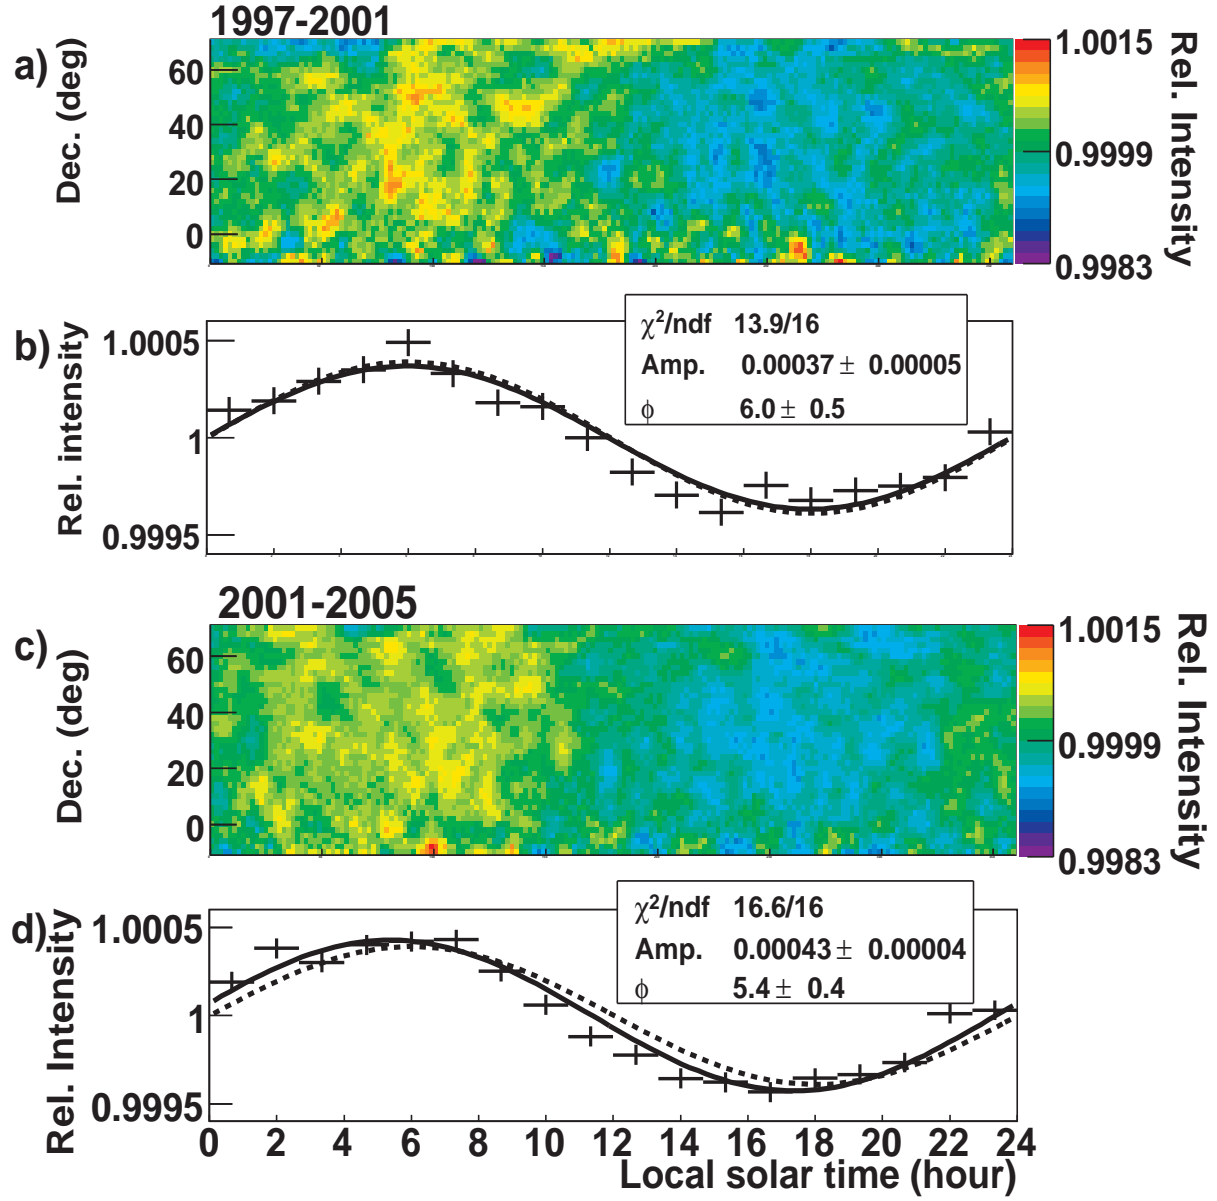 1997-2001
a)
Dec. (deg)
60
40
20
0
1.0015
0.9999
0.9983
Rel. Intensity
b)
Rel. intensity
1.0005
1
0.9995
χ²/ndf 13.9/16
Amp. 0.00037 ± 0.00005
ϕ 6.0 ± 0.5
2001-2005
c)
Dec. (deg)
60
40
20
0
1.0015
0.9999
0.9983
Rel. Intensity
d)
Rel. Intensity
1.0005
1
0.9995
χ²/ndf 16.6/16
Amp. 0.00043 ± 0.00004
ϕ 5.4 ± 0.4
0 2 4 6 8 10 12 14 16 18 20 22 24
Local solar time (hour)